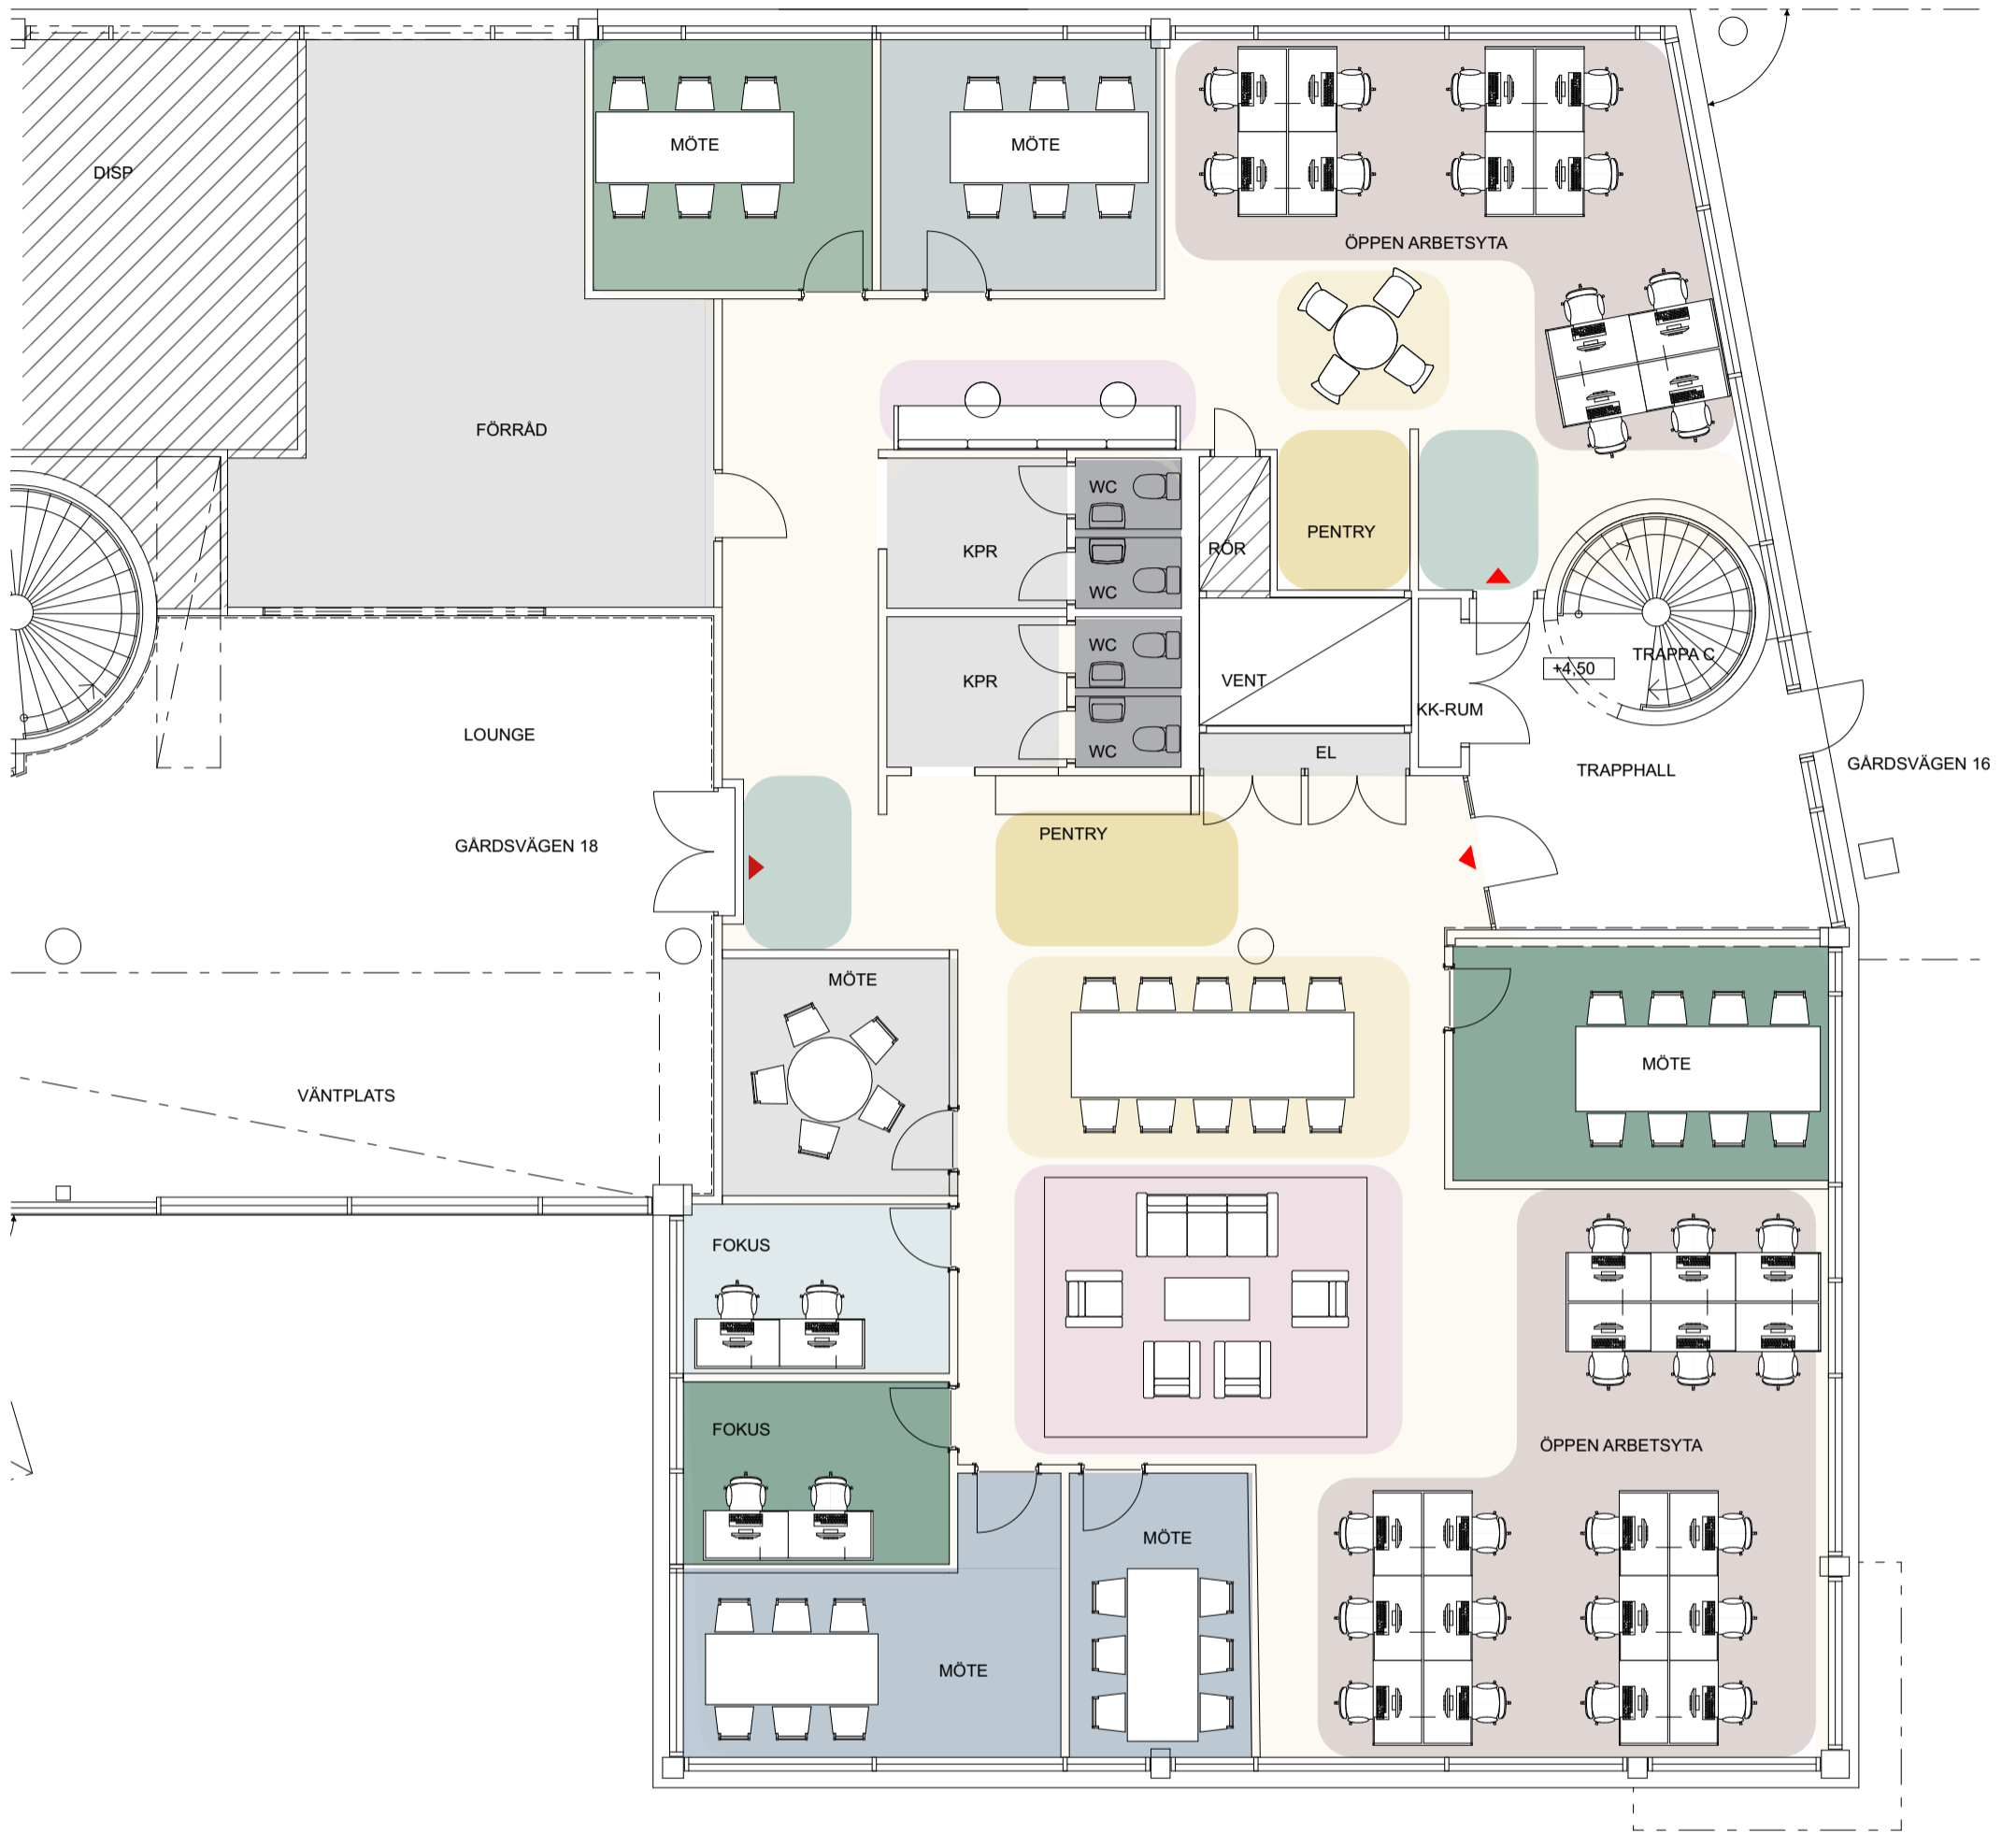 MÖTE
MÖTE
DISP
ÖPPEN ARBETSYTA
FÖRRÅD
WC
PENTRY
KPR
RÖR
WC
WC
TRAPPA C
+4,50
KPR
VENT
KK-RUM
LOUNGE
WC
EL
GÅRDSVÄGEN 16
TRAPPHALL
PENTRY
GÅRDSVÄGEN 18
MÖTE
MÖTE
VÄNTPLATS
FOKUS
FOKUS
ÖPPEN ARBETSYTA
MÖTE
MÖTE